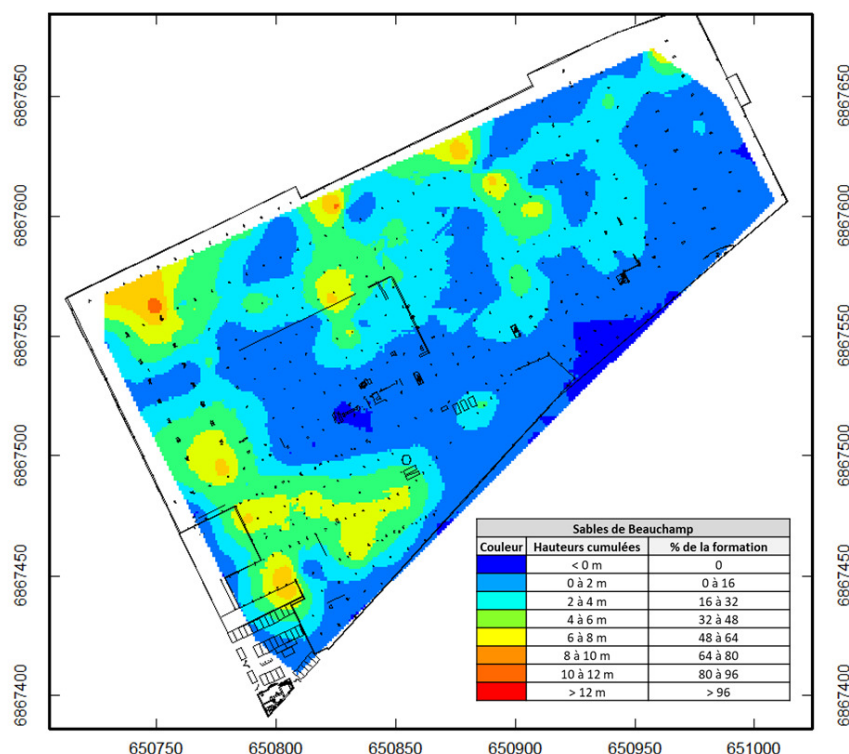 6867650
6867600
6867550
6867500
6867450
6867400
6867650
6867600
6867550
6867500
6867450
6867400
Sables de Beauchamp
Couleur Hauteurs cumulées % de la formation
< 0 m 0
0 à 2 m 0 à 16
2 à 4 m 16 à 32
4 à 6 m 32 à 48
6 à 8 m 48 à 64
8 à 10 m 64 à 80
10 à 12 m 80 à 96
> 12 m > 96
650750 650800 650850 650900 650950 651000